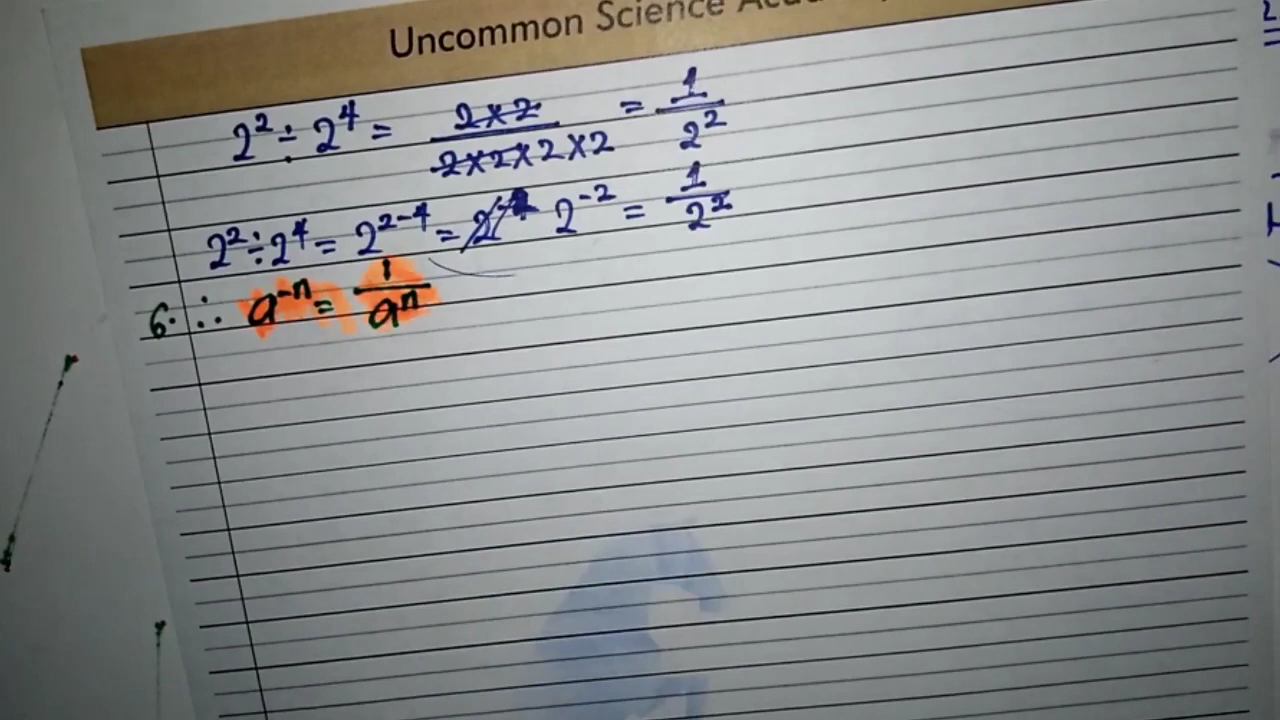 Uncommon Science
2² ÷ 2⁴ = 2×2 / 2×2×2×2 = 1 / 2²
2² ÷ 2⁴ = 2²⁻⁴ = 2⁻² = 1 / 2²
6. ∴ a⁻ⁿ = 1 / aⁿ